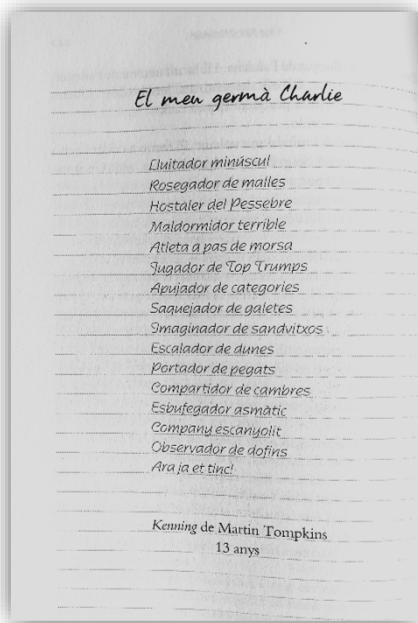 El meu germà Charlie
Lluitador minúscul
Rosegador de malles
Hostaler del Pessebre
Maldormidor terrible
Atleta a pas de morsa
Jugador de Top Trumps
Apujador de categories
Saquejador de galetes
Imaginador de sandvitxos
Escalador de dunes
Portador de pegats
Compartidor de cambres
Esbufegador asmàtic
Company escanyolit
Observador de dofins
Ara ja et tinc!
Kenning de Martin Tompkins
13 anys